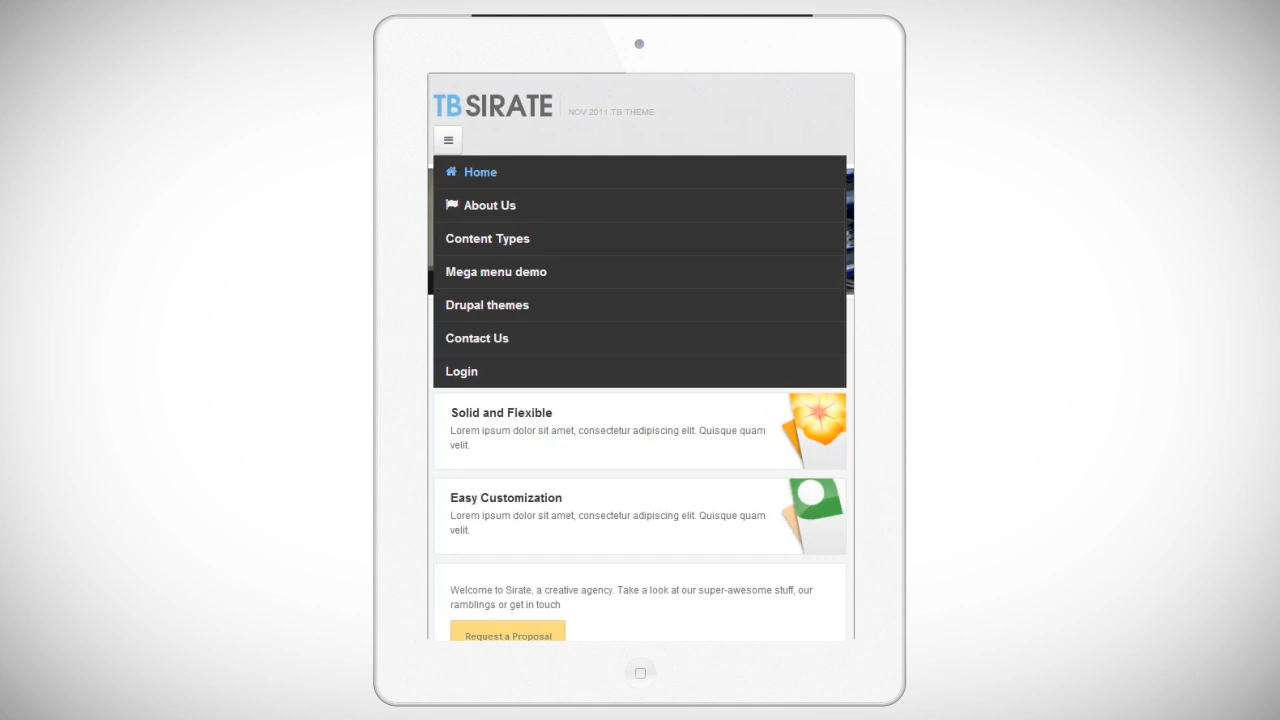 TB SIRATE
NOV 2011 TB THEME
Home
About Us
Content Types
Mega menu demo
Drupal themes
Contact Us
Login
Solid and Flexible
Lorem ipsum dolor sit amet, consectetur adipiscing elit. Quisque quam
velit.
Easy Customization
Lorem ipsum dolor sit amet, consectetur adipiscing elit. Quisque quam
velit.
Welcome to Sirate, a creative agency. Take a look at our super-awesome stuff, our
ramblings or get in touch
Request a Proposal